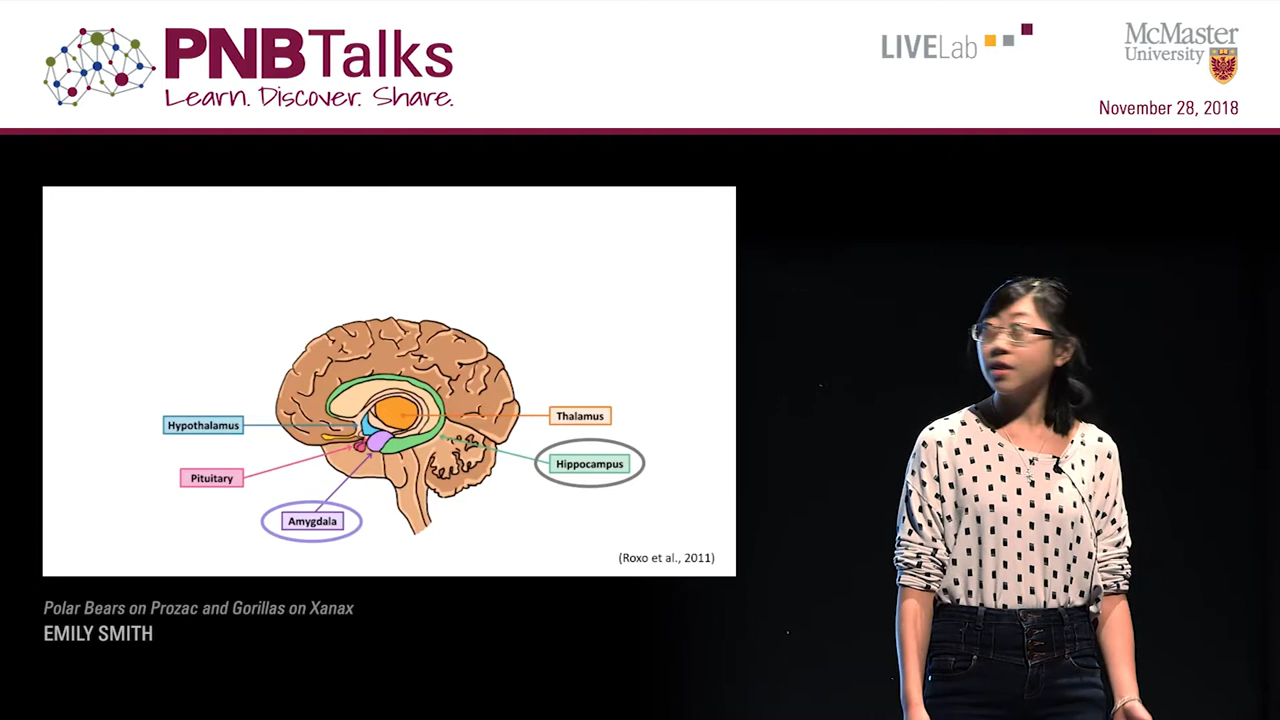 PNBTalks
Learn. Discover. Share.
LIVELab
McMaster
University
November 28, 2018
Hypothalamus
Thalamus
Hippocampus
Pituitary
Amygdala
(Roxo et al., 2011)
Polar Bears on Prozac and Gorillas on Xanax
EMILY SMITH